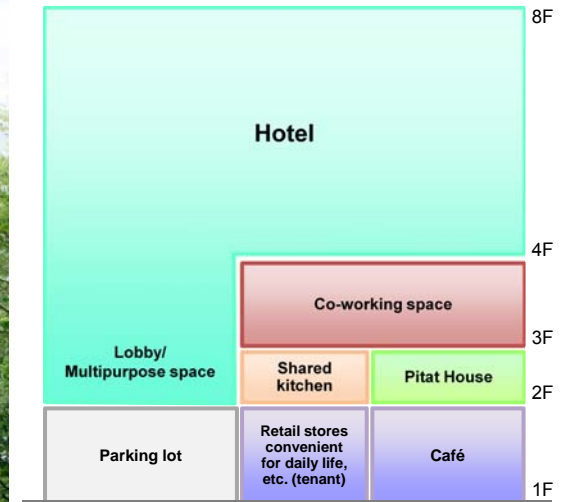 8F
Hotel
4F
Co-working space
3F
Lobby/
Multipurpose space
Shared
kitchen
Pitat House
2F
Parking lot
Retail stores
convenient
for daily life,
etc. (tenant)
Café
1F